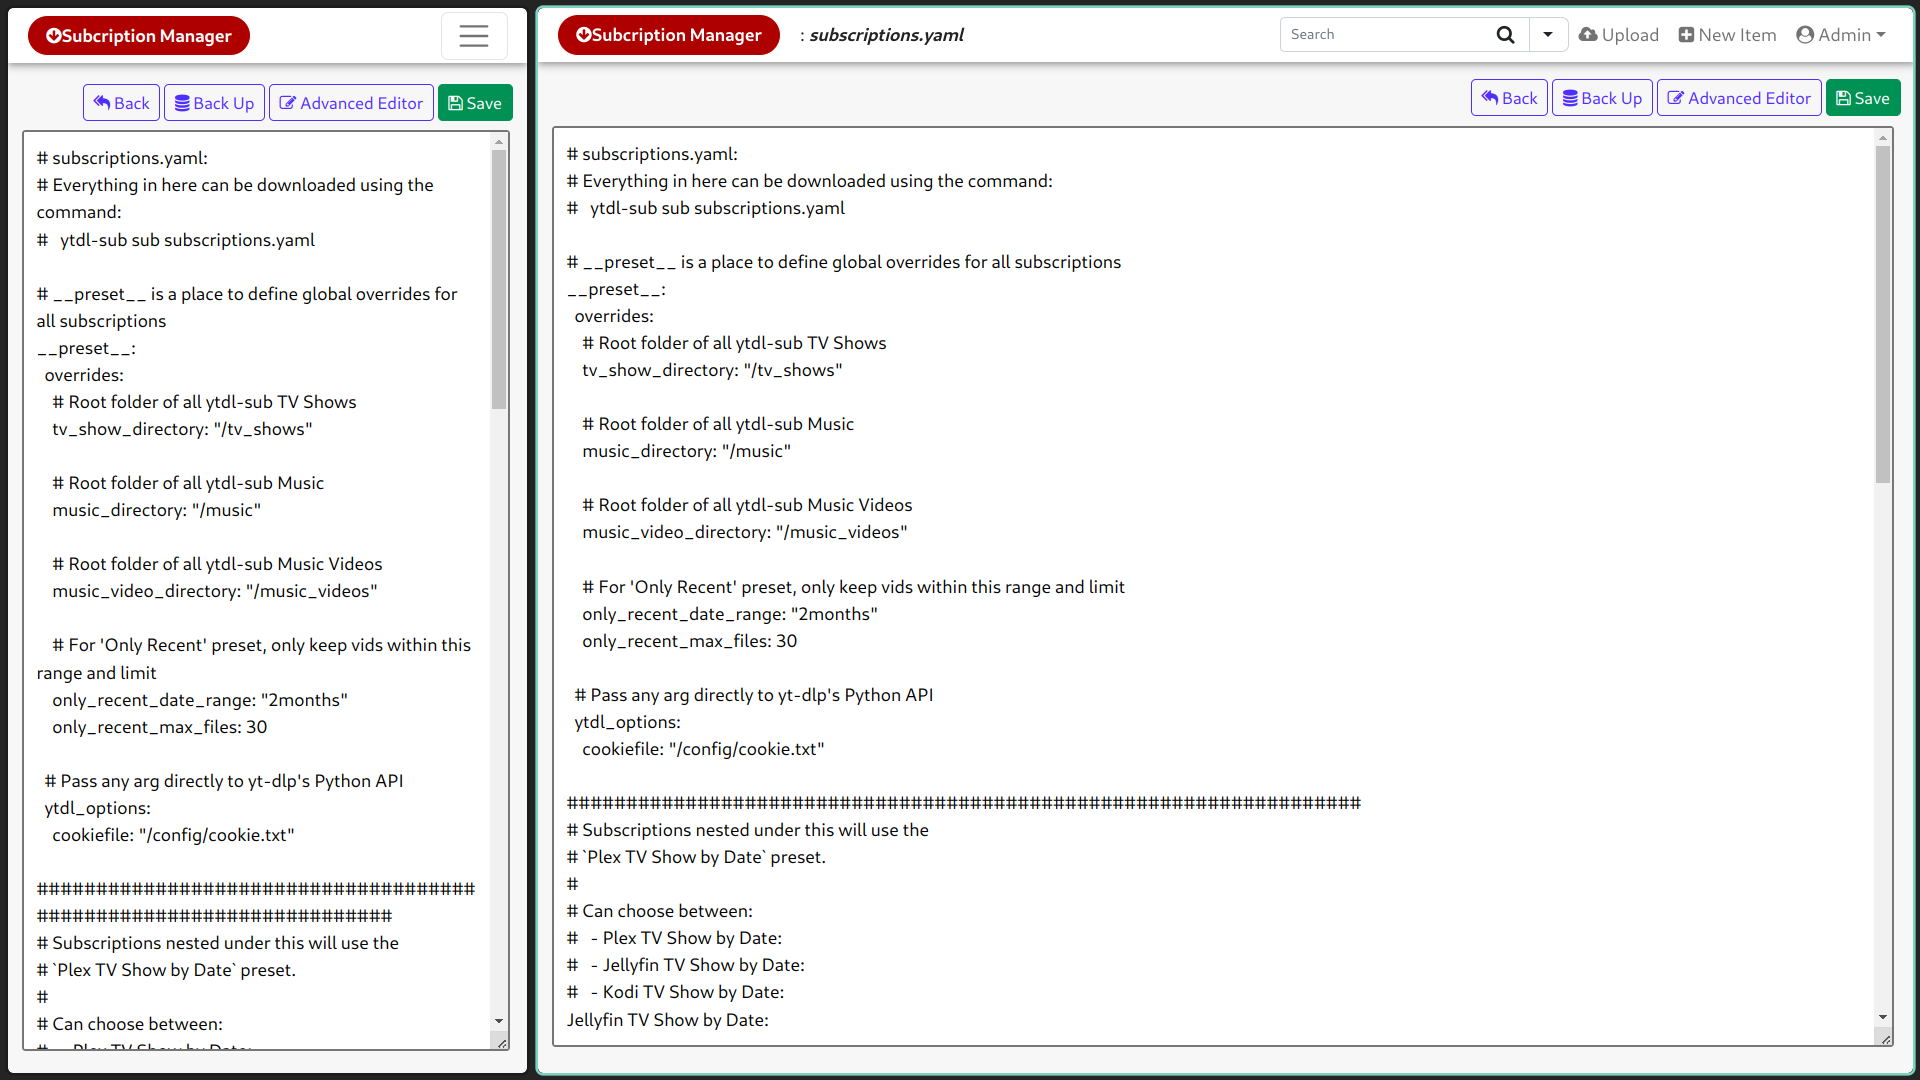 Subcription Manager
Back
Back Up
Advanced Editor
Save
# subscriptions.yaml:
# Everything in here can be downloaded using the
command:
#   ytdl-sub sub subscriptions.yaml
# __preset__ is a place to define global overrides for
all subscriptions
__preset__:
overrides:
# Root folder of all ytdl-sub TV Shows
tv_show_directory: "/tv_shows"
# Root folder of all ytdl-sub Music
music_directory: "/music"
# Root folder of all ytdl-sub Music Videos
music_video_directory: "/music_videos"
# For 'Only Recent' preset, only keep vids within this
range and limit
only_recent_date_range: "2months"
only_recent_max_files: 30
# Pass any arg directly to yt-dlp's Python API
ytdl_options:
cookiefile: "/config/cookie.txt"
#####################################
##############################
# Subscriptions nested under this will use the
# `Plex TV Show by Date` preset.
#
# Can choose between:
#   - Plex TV Show by Date:
Subcription Manager
: subscriptions.yaml
Search
Upload
New Item
Admin
Back
Back Up
Advanced Editor
Save
# subscriptions.yaml:
# Everything in here can be downloaded using the command:
#   ytdl-sub sub subscriptions.yaml
# __preset__ is a place to define global overrides for all subscriptions
__preset__:
overrides:
# Root folder of all ytdl-sub TV Shows
tv_show_directory: "/tv_shows"
# Root folder of all ytdl-sub Music
music_directory: "/music"
# Root folder of all ytdl-sub Music Videos
music_video_directory: "/music_videos"
# For 'Only Recent' preset, only keep vids within this range and limit
only_recent_date_range: "2months"
only_recent_max_files: 30
# Pass any arg directly to yt-dlp's Python API
ytdl_options:
cookiefile: "/config/cookie.txt"
###################################################################
# Subscriptions nested under this will use the
# `Plex TV Show by Date` preset.
#
# Can choose between:
#   - Plex TV Show by Date:
#   - Jellyfin TV Show by Date:
#   - Kodi TV Show by Date:
Jellyfin TV Show by Date: